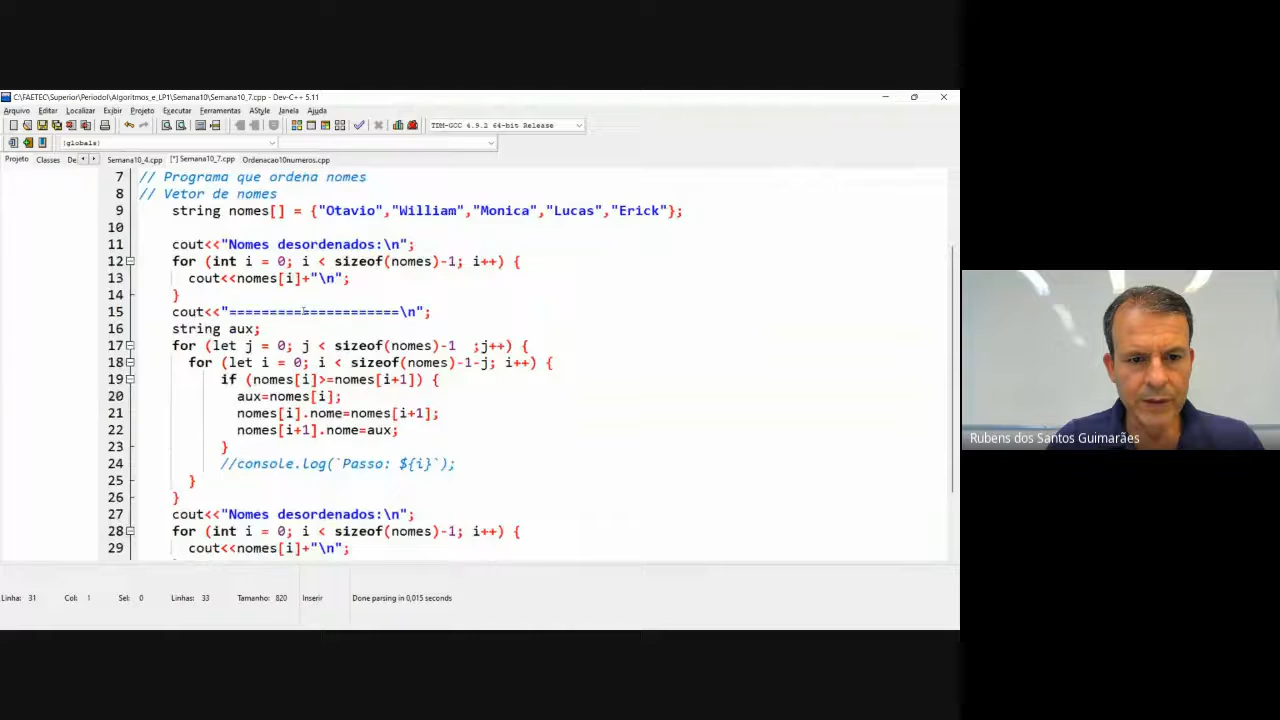 C:\FAETEC\Superior\PeriodoI\Algoritmos_e_LP1\Semana10\Semana10_7.cpp - Dev-C++ 5.11
Arquivo Editar Localizar Exibir Projeto Executar Ferramentas AStyle Janela Ajuda
TDM-GCC 4.9.2 64-bit Release
(globals)
Projeto Classes De Semana10_4.cpp [*] Semana10_7.cpp Ordenacao10numeros.cpp
7 // Programa que ordena nomes
8 // Vetor de nomes
9 string nomes[] = {"Otavio","William","Monica","Lucas","Erick"};
10
11 cout<<"Nomes desordenados:\n";
12 for (int i = 0; i < sizeof(nomes)-1; i++) {
13 cout<<nomes[i]+"\n";
14 }
15 cout<<"=====================\n";
16 string aux;
17 for (let j = 0; j < sizeof(nomes)-1 ;j++) {
18 for (let i = 0; i < sizeof(nomes)-1-j; i++) {
19 if (nomes[i]>=nomes[i+1]) {
20 aux=nomes[i];
21 nomes[i].nome=nomes[i+1];
22 nomes[i+1].nome=aux;
23 }
24 //console.log(`Passo: ${i}`);
25 }
26 }
27 cout<<"Nomes desordenados:\n";
28 for (int i = 0; i < sizeof(nomes)-1; i++) {
29 cout<<nomes[i]+"\n";
Linha: 31 Col: 1 Sel: 0 Linhas: 33 Tamanho: 820 Inserir Done parsing in 0,015 seconds
Rubens dos Santos Guimarães